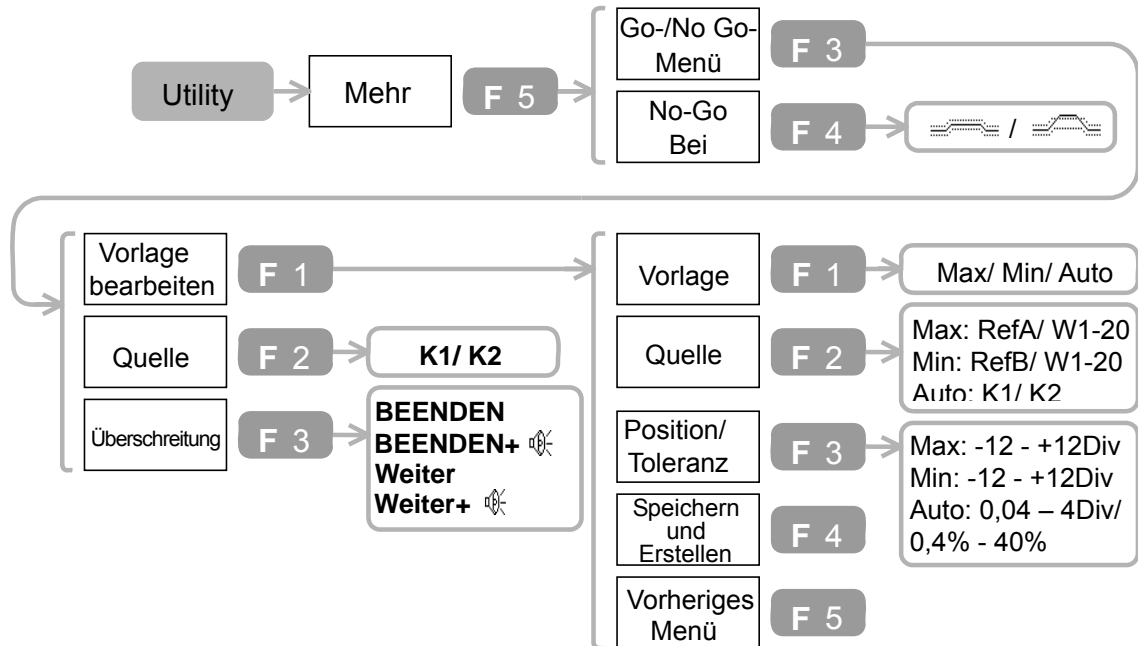 Utility
Mehr
F 5
Go-/No Go-
Menü
F 3
No-Go
Bei
F 4
/
Vorlage
bearbeiten
F 1
Quelle
F 2
K1/ K2
Überschreitung
F 3
BEENDEN
BEENDEN+
Weiter
Weiter+
Vorlage
F 1
Max/ Min/ Auto
Quelle
F 2
Max: RefA/ W1-20
Min: RefB/ W1-20
Auto: K1/ K2
Position/
Toleranz
F 3
Max: -12 - +12Div
Min: -12 - +12Div
Auto: 0,04 – 4Div/
0,4% - 40%
Speichern
und
Erstellen
F 4
Vorheriges
Menü
F 5